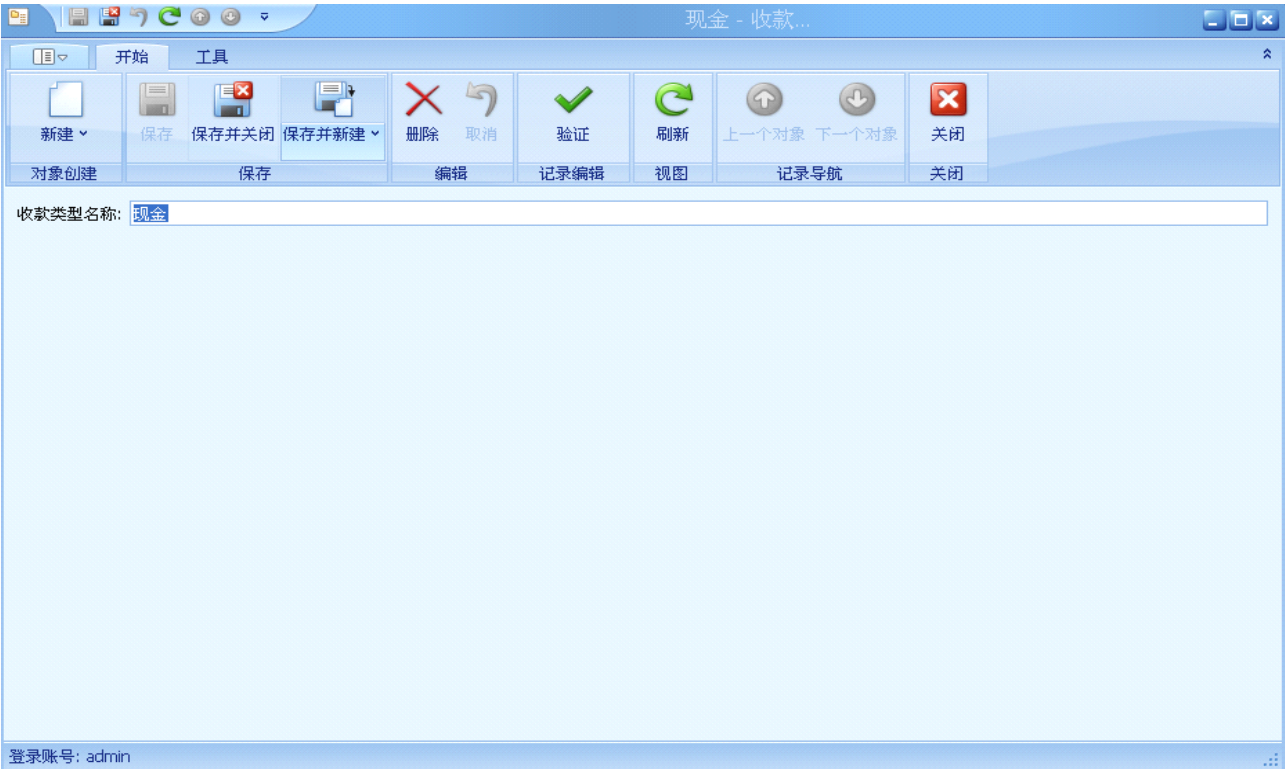 现金 - 收款...
开始 工具
新建 保存 保存并关闭 保存并新建 删除 取消 验证 刷新 上一个对象 下一个对象 关闭
对象创建 保存 编辑 记录编辑 视图 记录导航 关闭
收款类型名称: 现金
登录账号: admin